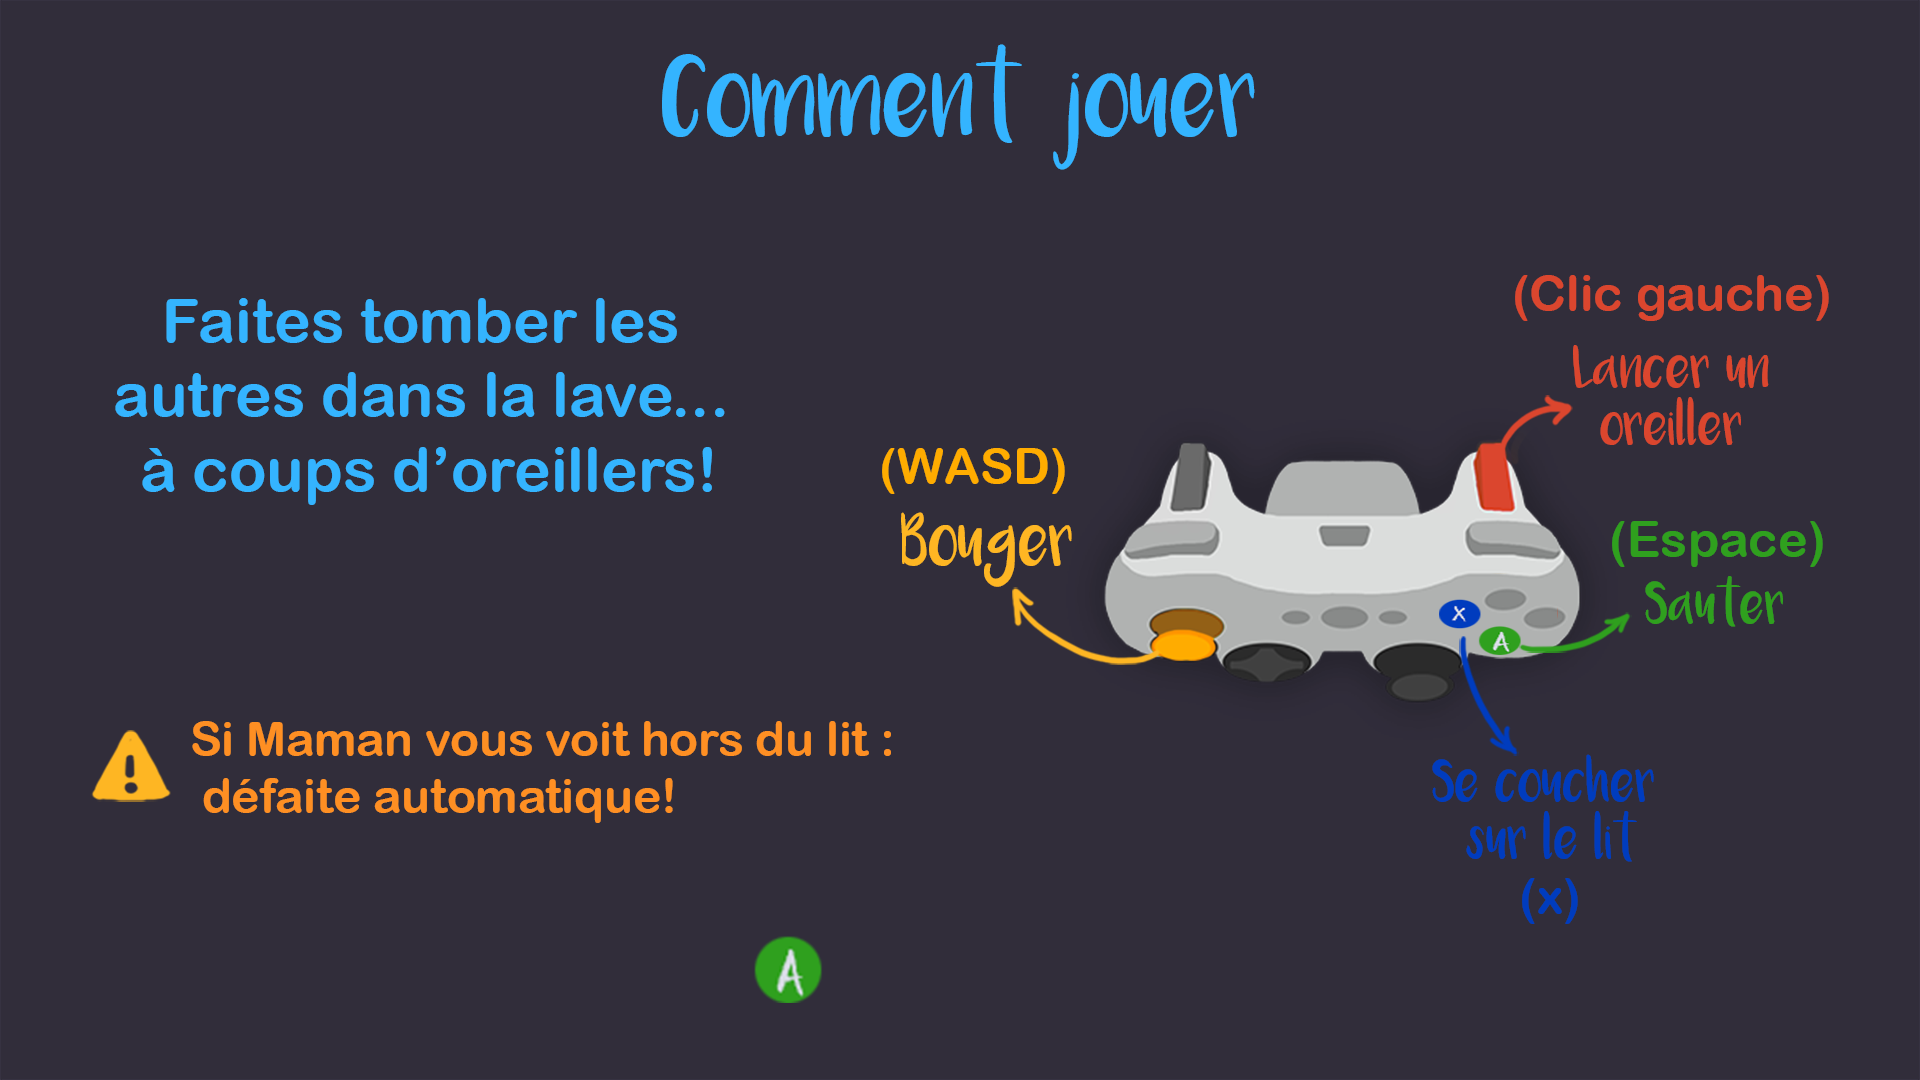 Comment jouer
Faites tomber les
autres dans la lave...
à coups d’oreillers!
Si Maman vous voit hors du lit :
défaite automatique!
(WASD)
Bouger
(Clic gauche)
Lancer un
oreiller
(Espace)
Sauter
X
A
Se coucher
sur le lit
(x)
A